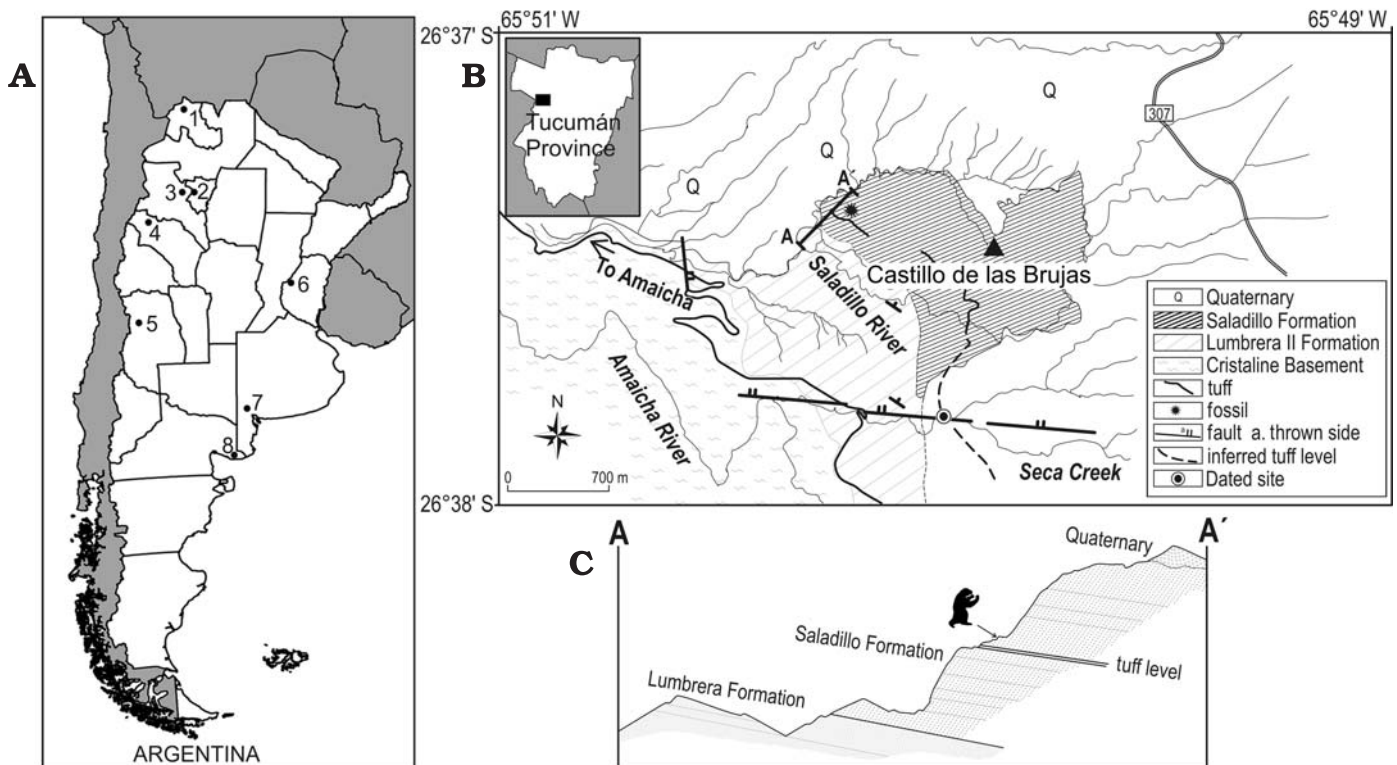 A
1
3
2
4
6
5
7
8
ARGENTINA
B
65°51' W
65°49' W
26°37' S
26°38' S
Tucumán
Province
Q
Q
Q
307
A´
A
To Amaicha
Saladillo River
Castillo de las Brujas
Amaicha River
N
0 700 m
Seca Creek
Q Quaternary
Saladillo Formation
Lumbrera II Formation
Cristaline Basement
tuff
fossil
a fault a. thrown side
inferred tuff level
Dated site
C
A
A´
Quaternary
Saladillo Formation
tuff level
Lumbrera Formation